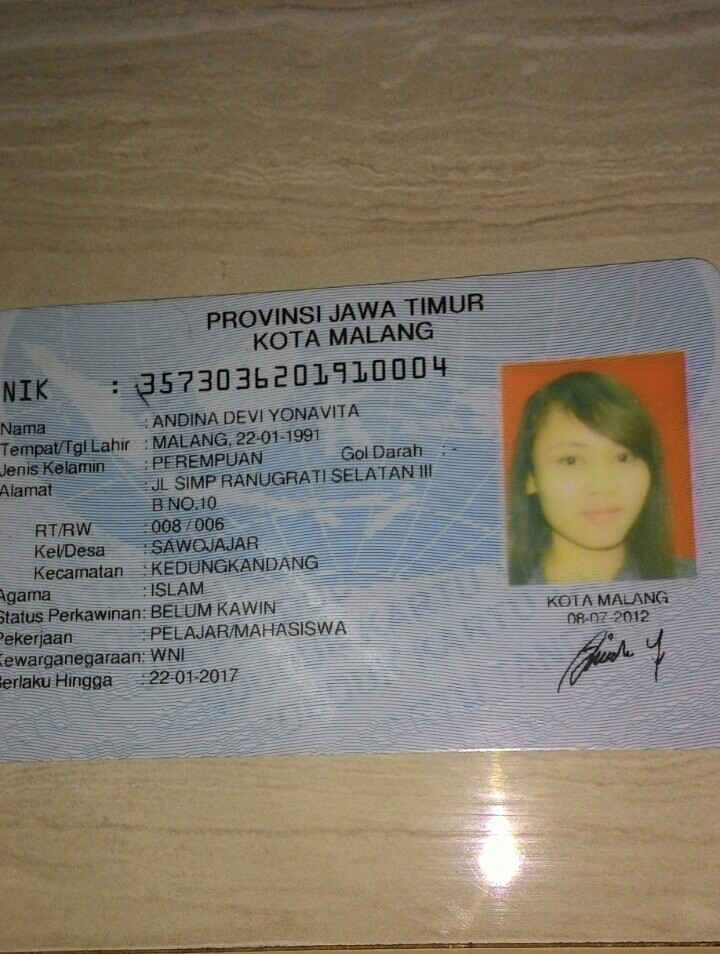 PROVINSI JAWA TIMUR
KOTA MALANG
NIK : 3573036201910004
Nama : ANDINA DEVI YONAVITA
Tempat/Tgl Lahir : MALANG, 22-01-1991
Jenis Kelamin : PEREMPUAN Gol Darah : -
Alamat : JL SIMP RANUGRATI SELATAN III
B NO.10
RT/RW : 008 / 006
Kel/Desa : SAWOJAJAR
Kecamatan : KEDUNGKANDANG
Agama : ISLAM
Status Perkawinan: BELUM KAWIN
Pekerjaan : PELAJAR/MAHASISWA
Kewarganegaraan: WNI
Berlaku Hingga : 22-01-2017
KOTA MALANG
08-07-2012